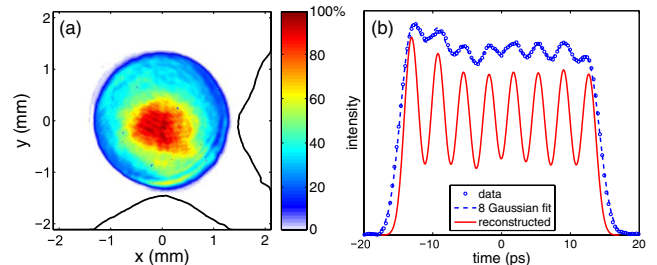 (a)
y (mm)
2
1
0
-1
-2
-2 -1 0 1 2
x (mm)
100%
80
60
40
20
0
(b)
intensity
data
8 Gaussian fit
reconstructed
-20 -10 0 10 20
time (ps)